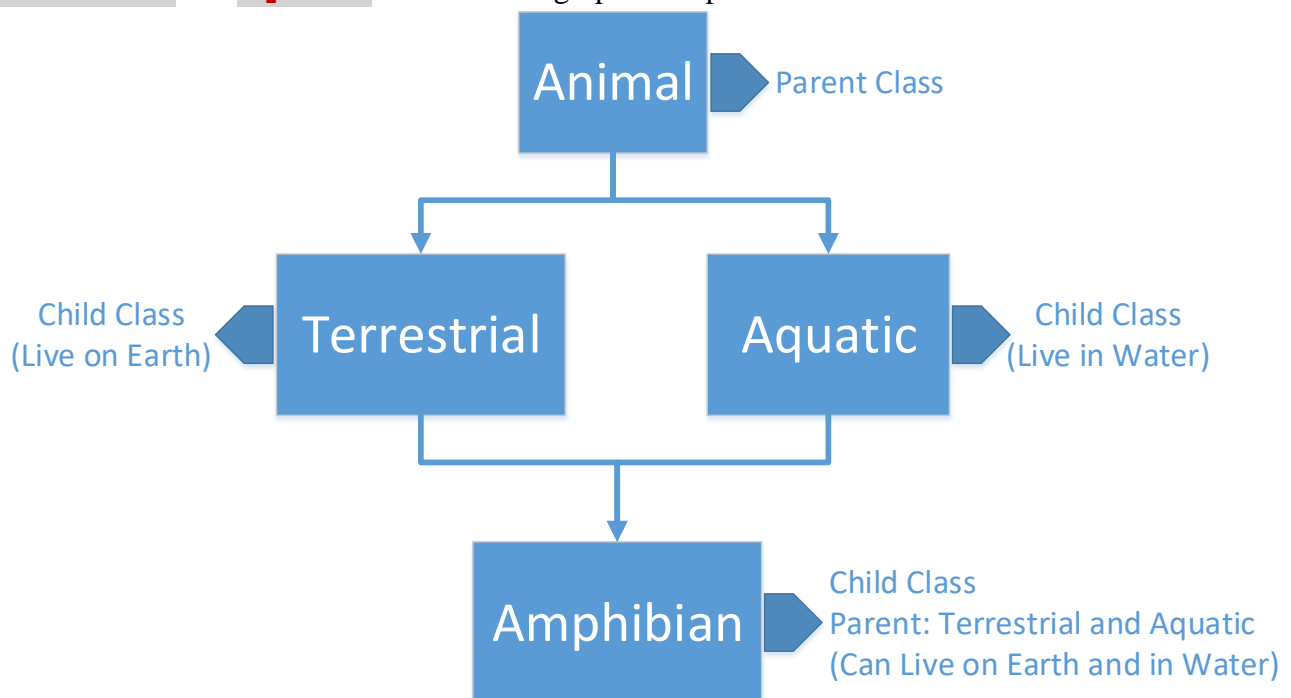 Animal
Parent Class
Child Class
(Live on Earth)
Terrestrial
Aquatic
Child Class
(Live in Water)
Amphibian
Child Class
Parent: Terrestrial and Aquatic
(Can Live on Earth and in Water)